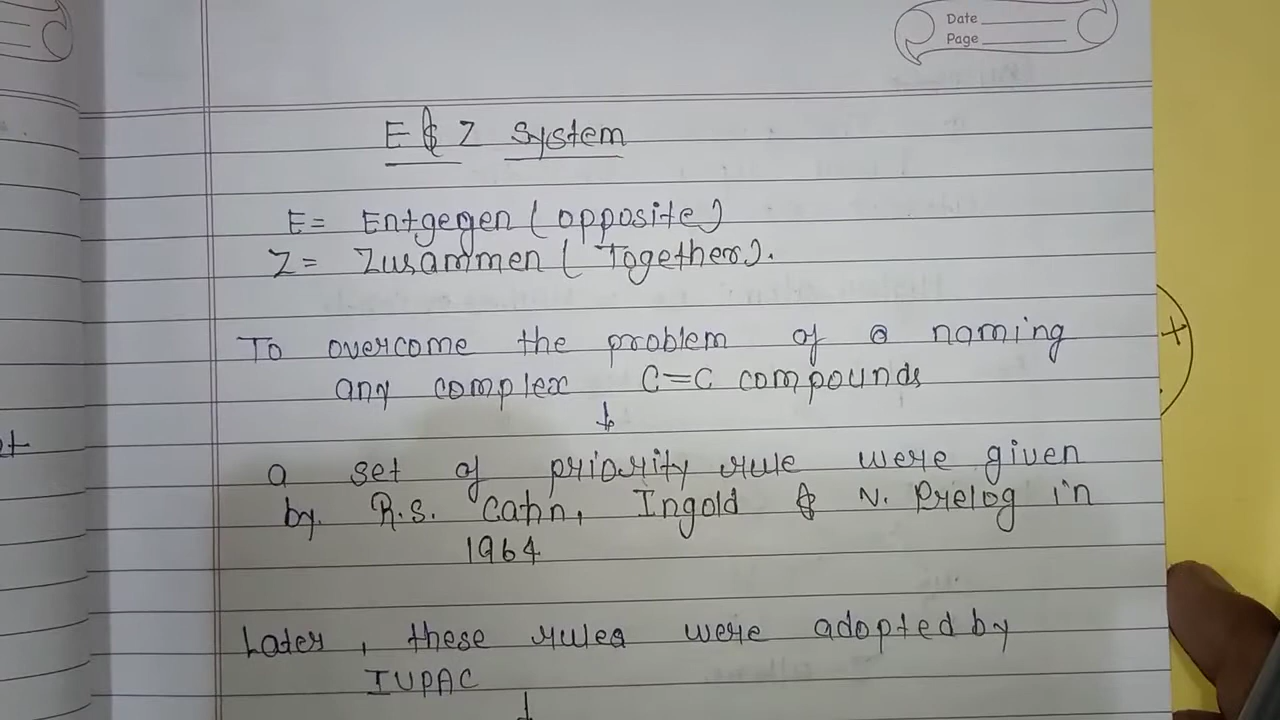 Date
Page
E & Z System
E = Entgegen (opposite)
Z = Zusammen (Together).
To overcome the problem of a naming
any complex C=C compounds
↓
a set of priority rule were given
by. R.S. Cahn, Ingold & V. Prelog in
1964
Later, these rules were adopted by
IUPAC
↓
et
+